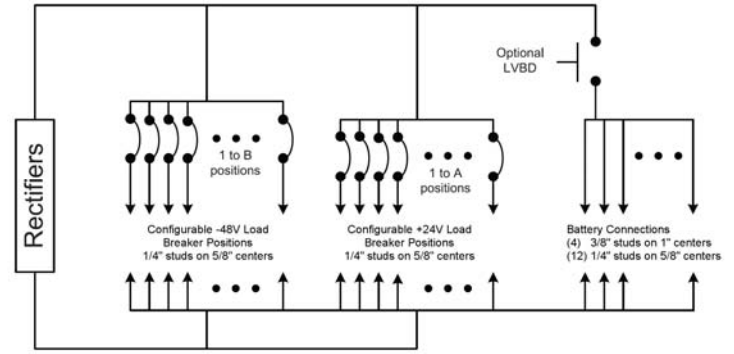 Optional
LVBD
Rectifiers
1 to B
positions
1 to A
positions
Configurable -48V Load
Breaker Positions
1/4" studs on 5/8" centers
Configurable +24V Load
Breaker Positions
1/4" studs on 5/8" centers
Battery Connections
(4) 3/8" studs on 1" centers
(12) 1/4" studs on 5/8" centers